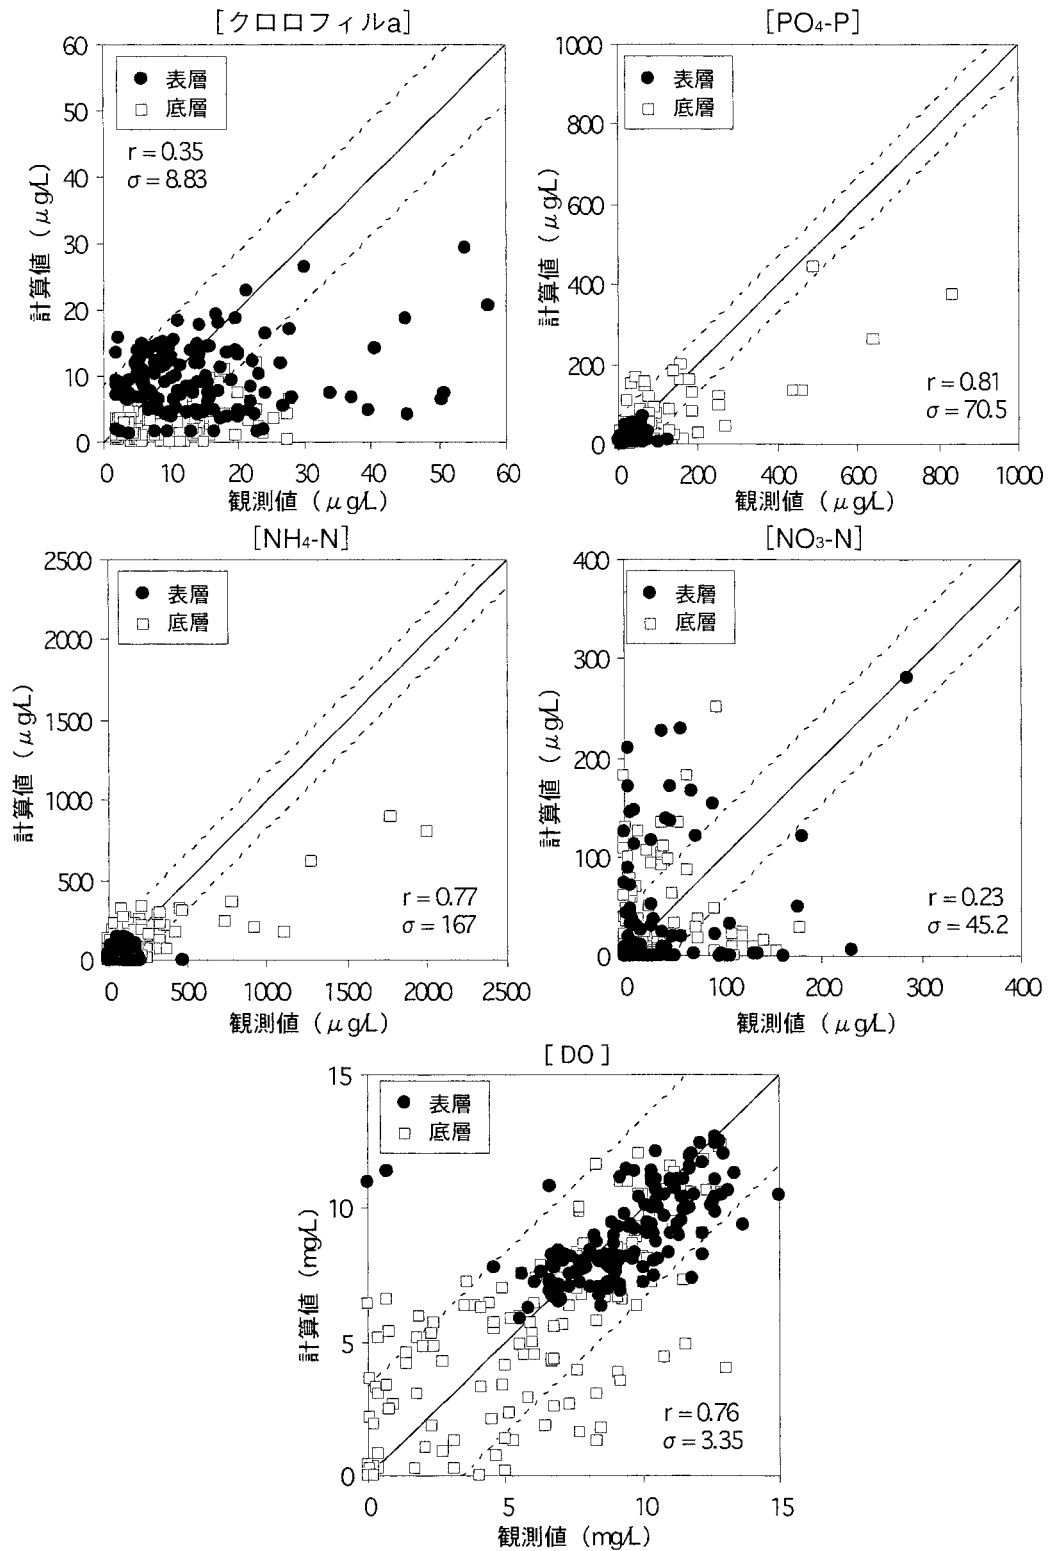 [クロロフィルa]
60
50
40
30
20
10
0
計算値 (μg/L)
● 表層
□ 底層
r = 0.35
σ = 8.83
0 10 20 30 40 50 60
観測値 (μg/L)
[PO4-P]
1000
800
600
400
200
0
計算値 (μg/L)
● 表層
□ 底層
r = 0.81
σ = 70.5
0 200 400 600 800 1000
観測値 (μg/L)
[NH4-N]
2500
2000
1500
1000
500
0
計算値 (μg/L)
● 表層
□ 底層
r = 0.77
σ = 167
0 500 1000 1500 2000 2500
観測値 (μg/L)
[NO3-N]
400
300
200
100
0
計算値 (μg/L)
● 表層
□ 底層
r = 0.23
σ = 45.2
0 100 200 300 400
観測値 (μg/L)
[DO]
15
10
5
0
計算値 (mg/L)
● 表層
□ 底層
r = 0.76
σ = 3.35
0 5 10 15
観測値 (mg/L)